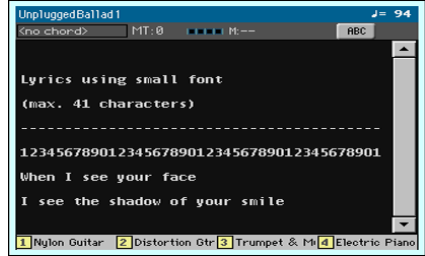 UnpluggedBallad1 ♩= 94
<no chord> MT:0 M:-- ABC
Lyrics using small font
(max. 41 characters)
-----------------------------------------
12345678901234567890123456789012345678901
When I see your face
I see the shadow of your smile
1 Nylon Guitar 2 Distortion Gtr 3 Trumpet & Mu 4 Electric Piano